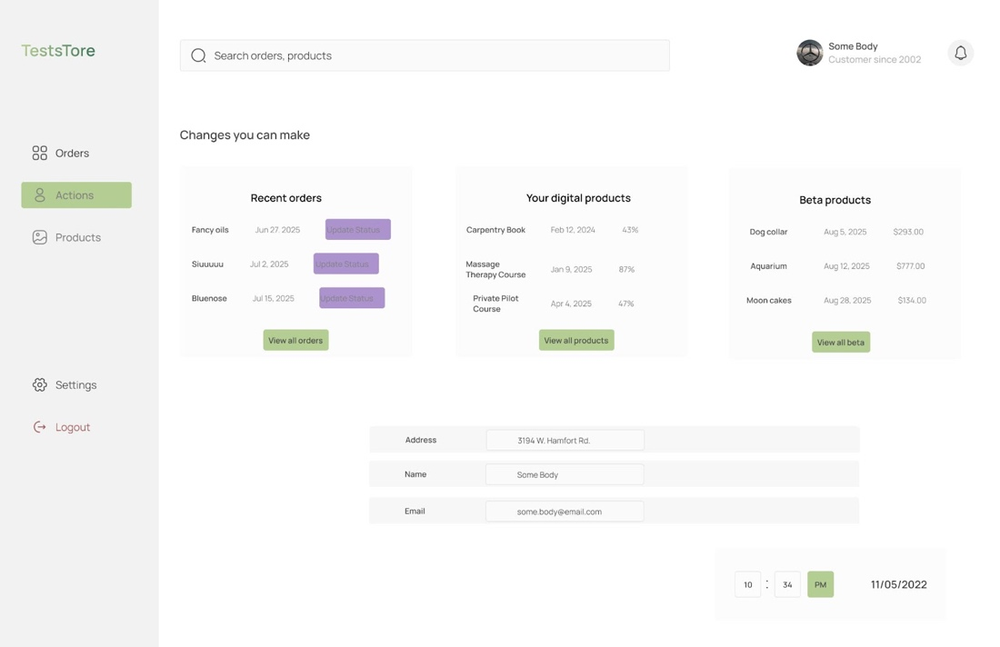 TestsTore
Search orders, products
Some Body
Customer since 2002
Orders
Actions
Products
Settings
Logout
Changes you can make
Recent orders
Fancy oils Jun 27. 2025 Update Status
Siuuuuu Jul 2, 2025 Update Status
Bluenose Jul 15, 2025 Update Status
View all orders
Your digital products
Carpentry Book Feb 12, 2024 43%
Massage
Therapy Course Jan 9, 2025 87%
Private Pilot
Course Apr 4, 2025 47%
View all products
Beta products
Dog collar Aug 5, 2025 $293.00
Aquarium Aug 12, 2025 $777.00
Moon cakes Aug 28, 2025 $134.00
View all beta
Address 3194 W. Hamfort Rd.
Name Some Body
Email some.body@email.com
10 : 34 PM 11/05/2022